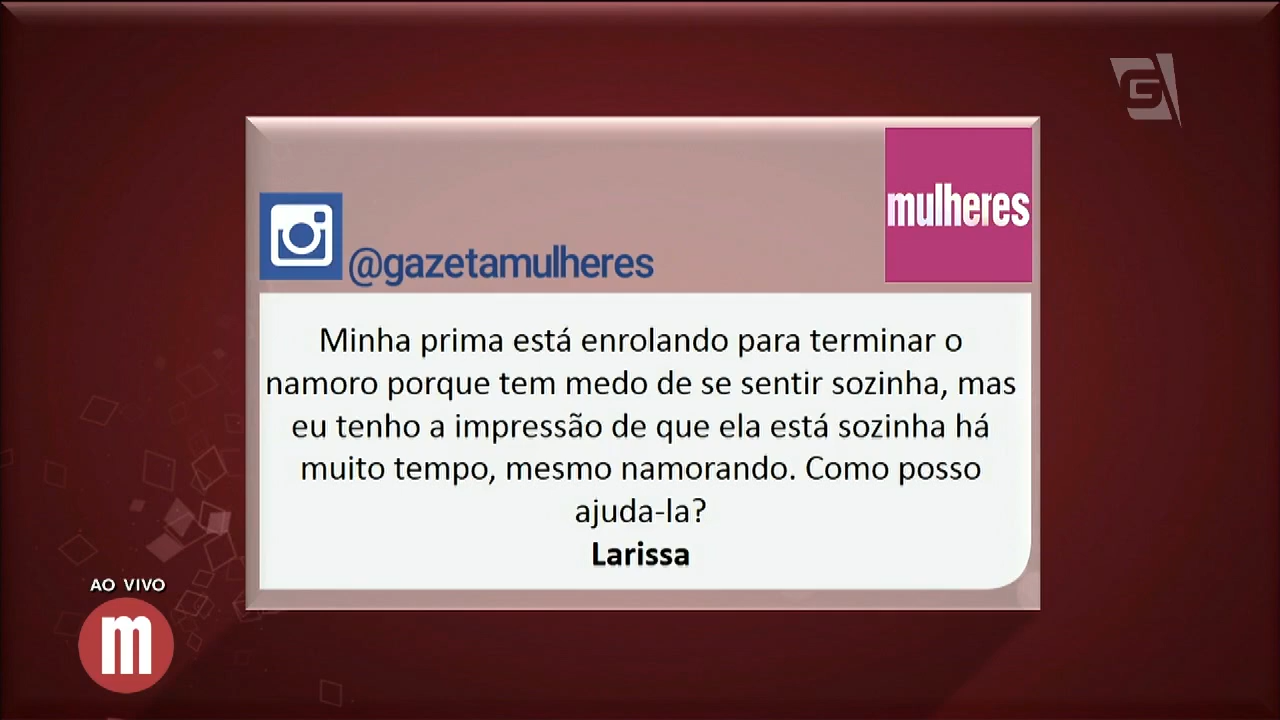 mulheres
@gazetamulheres
Minha prima está enrolando para terminar o
namoro porque tem medo de se sentir sozinha, mas
eu tenho a impressão de que ela está sozinha há
muito tempo, mesmo namorando. Como posso
ajuda-la?
Larissa
AO VIVO
m
G